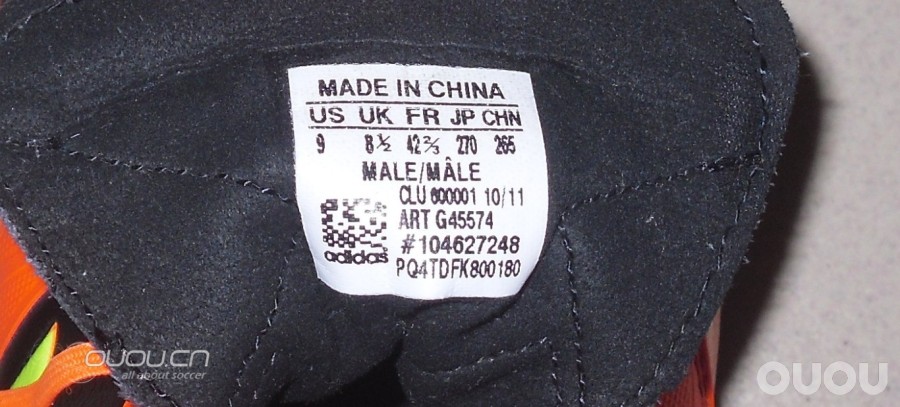 MADE IN CHINA
US UK FR JP CHN
9 8½ 42⅔ 270 265
MALE/MÂLE
CLU 600001 10/11
ART G45574
#104627248
adidas PQ4TDFK800180
OUOU.CN
all about soccer
OUOU